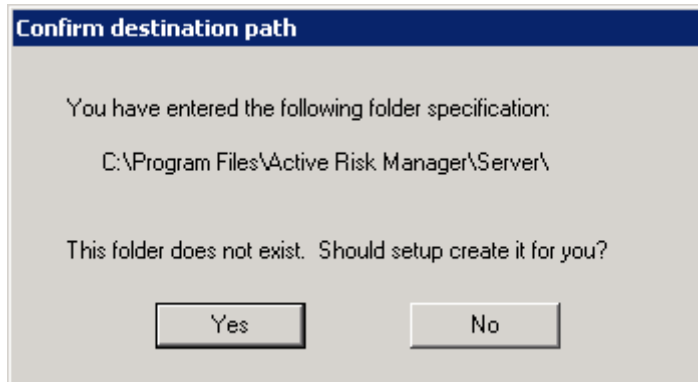 Confirm destination path
You have entered the following folder specification:
C:\Program Files\Active Risk Manager\Server\
This folder does not exist.  Should setup create it for you?
Yes
No